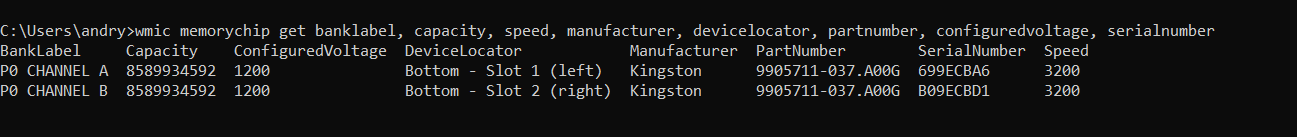 C:\Users\andry>wmic memorychip get banklabel, capacity, speed, manufacturer, devicelocator, partnumber, configuredvoltage, serialnumber
BankLabel Capacity ConfiguredVoltage DeviceLocator Manufacturer PartNumber SerialNumber Speed
P0 CHANNEL A 8589934592 1200 Bottom - Slot 1 (left) Kingston 9905711-037.A00G 699ECBA6 3200
P0 CHANNEL B 8589934592 1200 Bottom - Slot 2 (right) Kingston 9905711-037.A00G B09ECBD1 3200